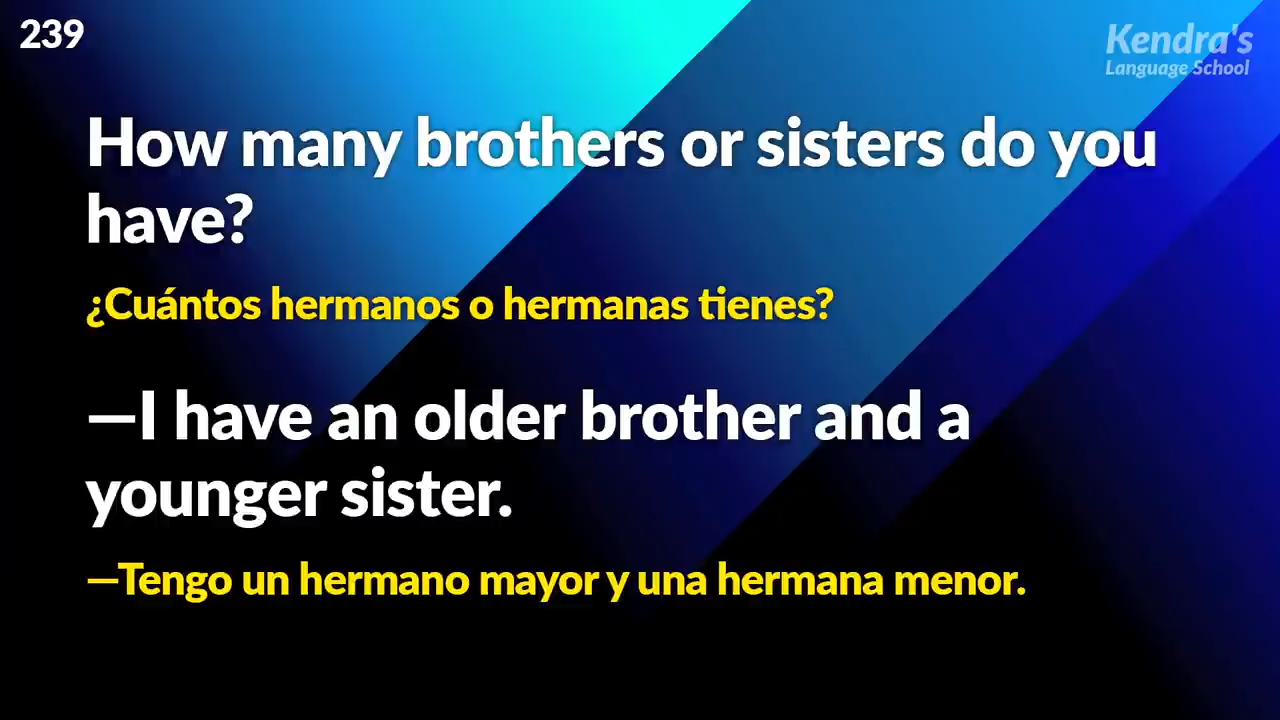 239
Kendra's
Language School
How many brothers or sisters do you
have?
¿Cuántos hermanos o hermanas tienes?
—I have an older brother and a
younger sister.
—Tengo un hermano mayor y una hermana menor.